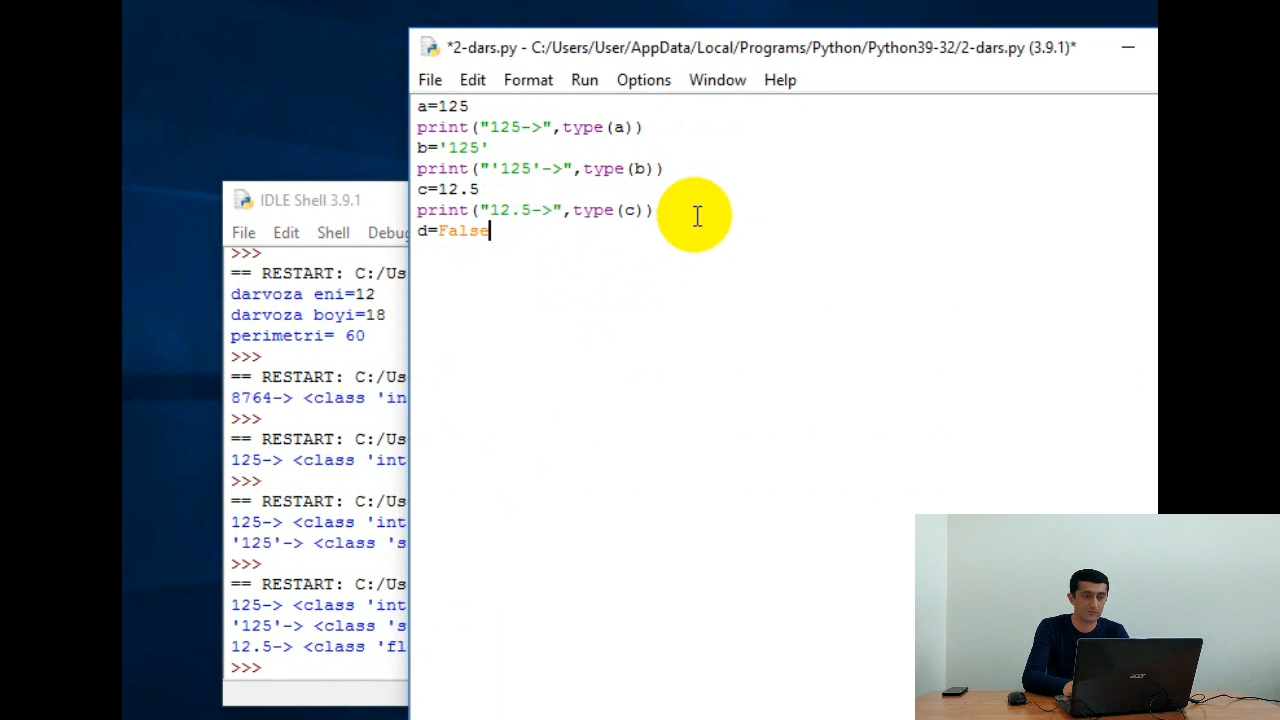 *2-dars.py - C:/Users/User/AppData/Local/Programs/Python/Python39-32/2-dars.py (3.9.1)*
File Edit Format Run Options Window Help
a=125
print("125->",type(a))
b='125'
print("'125'->",type(b))
c=12.5
print("12.5->",type(c))
d=False
IDLE Shell 3.9.1
File Edit Shell Debu
>>>
== RESTART: C:/Us
darvoza eni=12
darvoza boyi=18
perimetri= 60
>>>
== RESTART: C:/Us
8764-> <class 'in
>>>
== RESTART: C:/Us
125-> <class 'int
>>>
== RESTART: C:/Us
125-> <class 'int
'125'-> <class 's
>>>
== RESTART: C:/Us
125-> <class 'int
'125'-> <class 's
12.5-> <class 'fl
>>>
acer